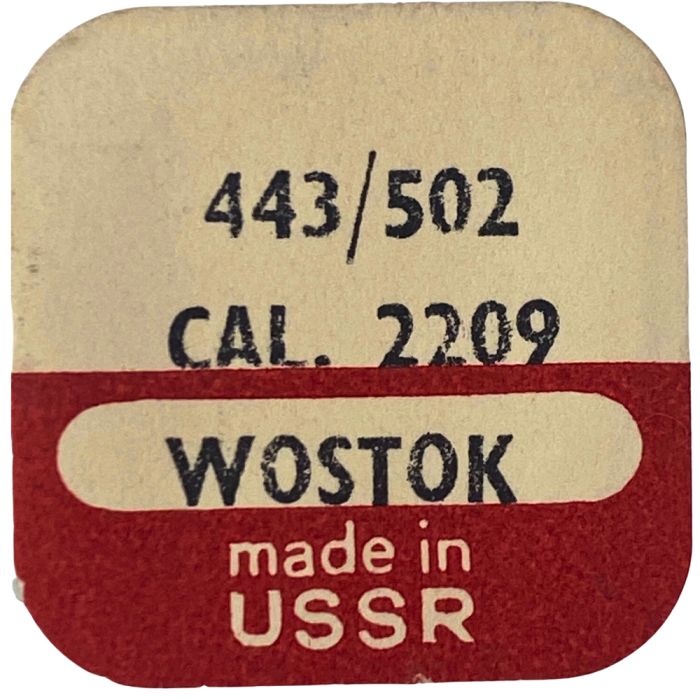 443/502
CAL. 2209
WOSTOK
made in
USSR